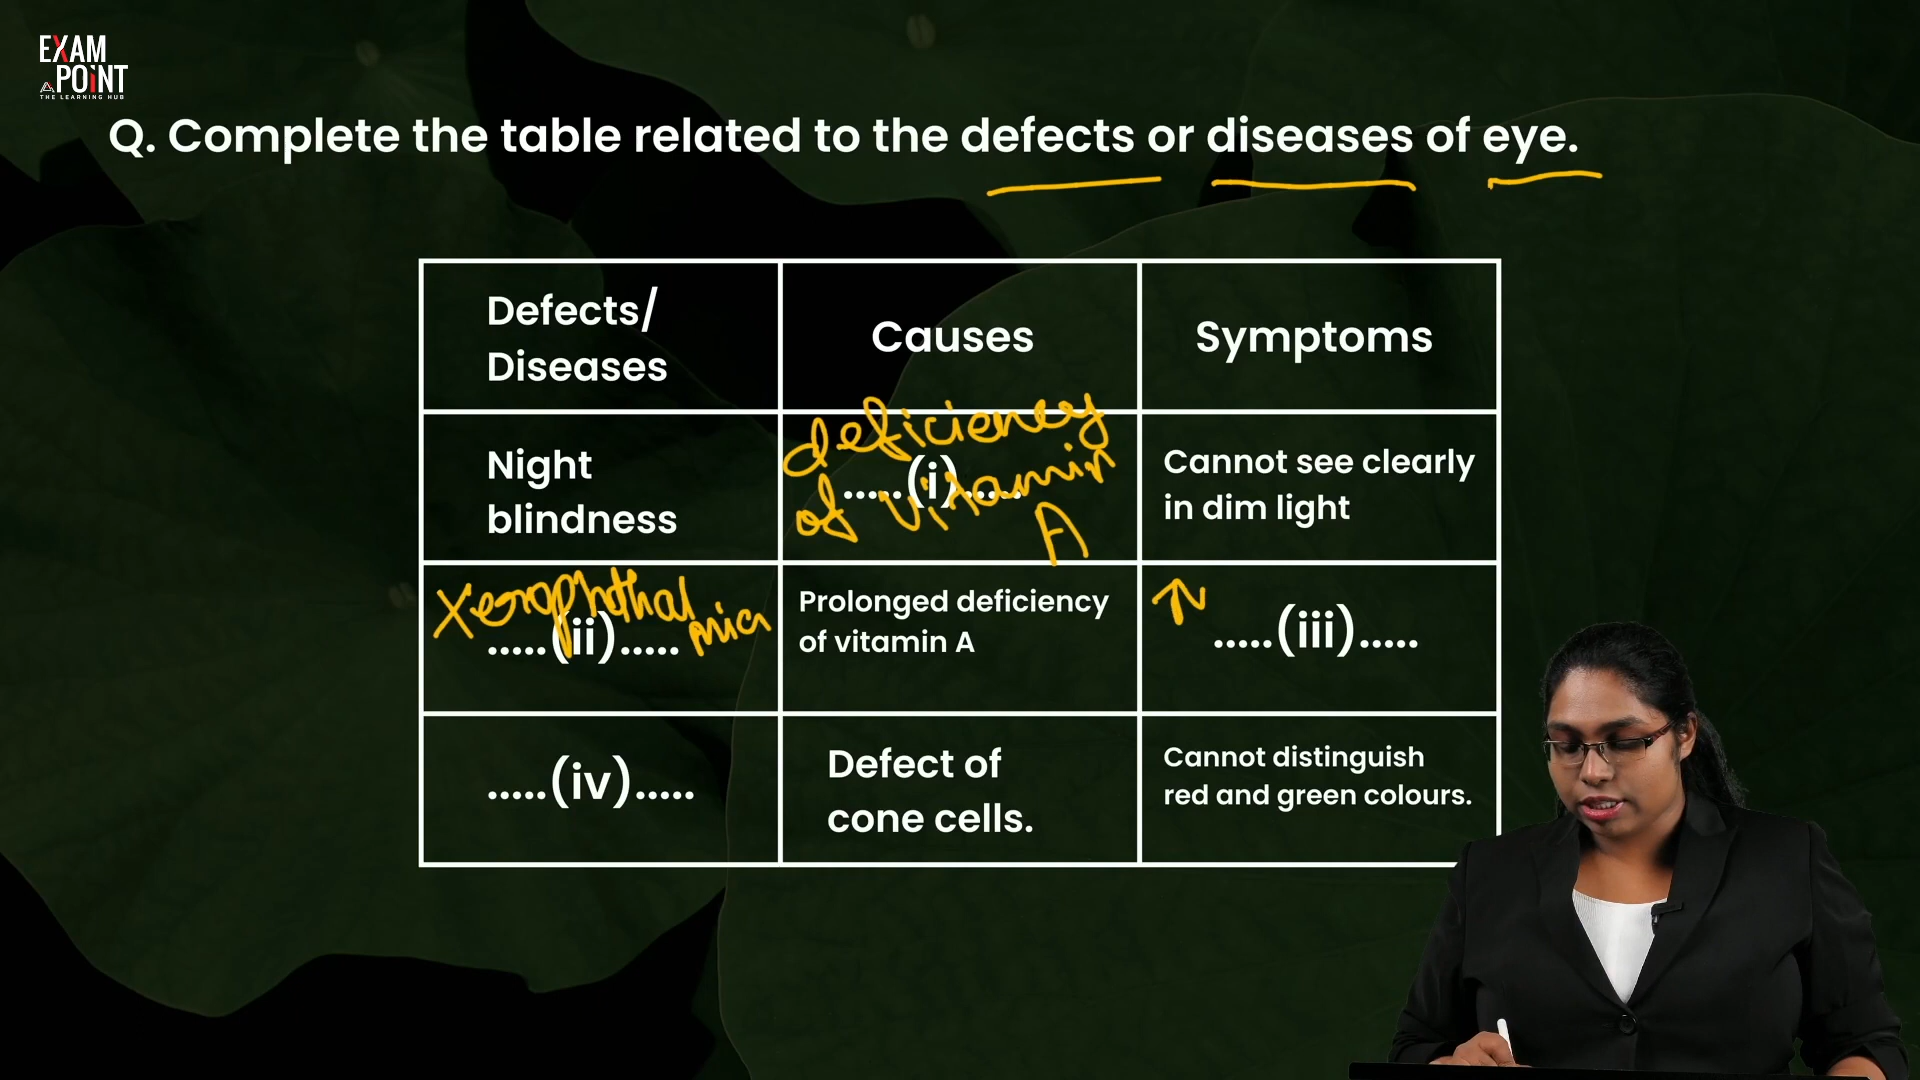 EXAM
POINT
THE LEARNING HUB
Q. Complete the table related to the defects or diseases of eye.
Defects/
Diseases
Causes
Symptoms
Night
blindness
deficiency
of vitamin
A
.....(i).....
Cannot see clearly
in dim light
Xerophthal
mia
.....(ii).....
Prolonged deficiency
of vitamin A
.....(iii).....
.....(iv).....
Defect of
cone cells.
Cannot distinguish
red and green colours.